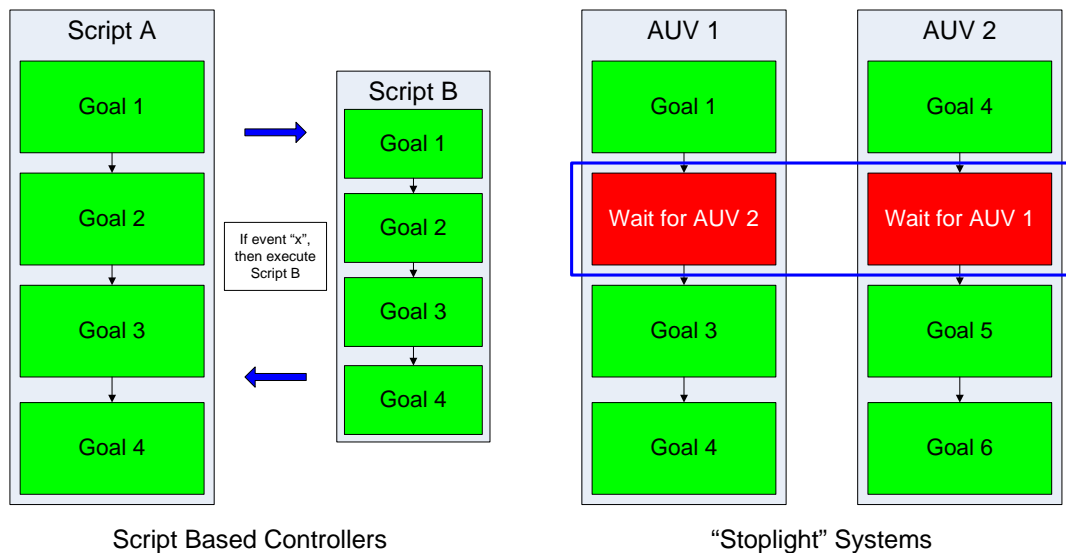 Script A
Goal 1
Goal 2
Goal 3
Goal 4
If event “x”,
then execute
Script B
Script B
Goal 1
Goal 2
Goal 3
Goal 4
Script Based Controllers
AUV 1
Goal 1
Wait for AUV 2
Goal 3
Goal 4
AUV 2
Goal 4
Wait for AUV 1
Goal 5
Goal 6
“Stoplight” Systems